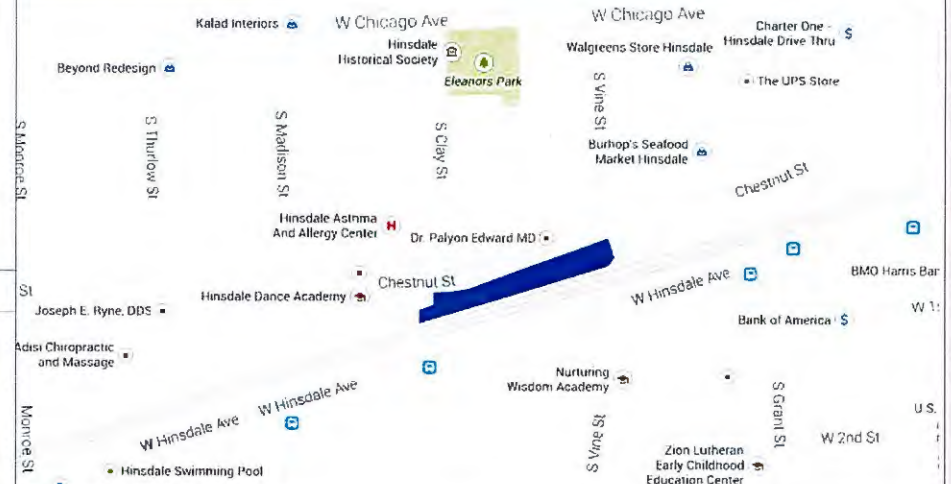 W Chicago Ave
W Chicago Ave
Kalad Interiors
Charter One -
Hinsdale Drive Thru
$
Hinsdale
Historical Society
Walgreens Store Hinsdale
Beyond Redesign
Eleanors Park
The UPS Store
S Monroe St
S Thurlow St
S Madison St
S Clay St
S Vine St
Burhop's Seafood
Market Hinsdale
Chestnut St
Hinsdale Asthma
And Allergy Center
H
Dr. Palyon Edward MD
BMO Harris Bar
Chestnut St
W Hinsdale Ave
St
Hinsdale Dance Academy
Joseph E. Ryne, DDS
W 1
Bank of America
$
Adisi Chiropractic
and Massage
Nurturing
Wisdom Academy
W Hinsdale Ave
W Hinsdale Ave
Monroe St
S Vine St
S Grant St
U.S.
W 2nd St
Hinsdale Swimming Pool
Zion Lutheran
Early Childhood
Education Center